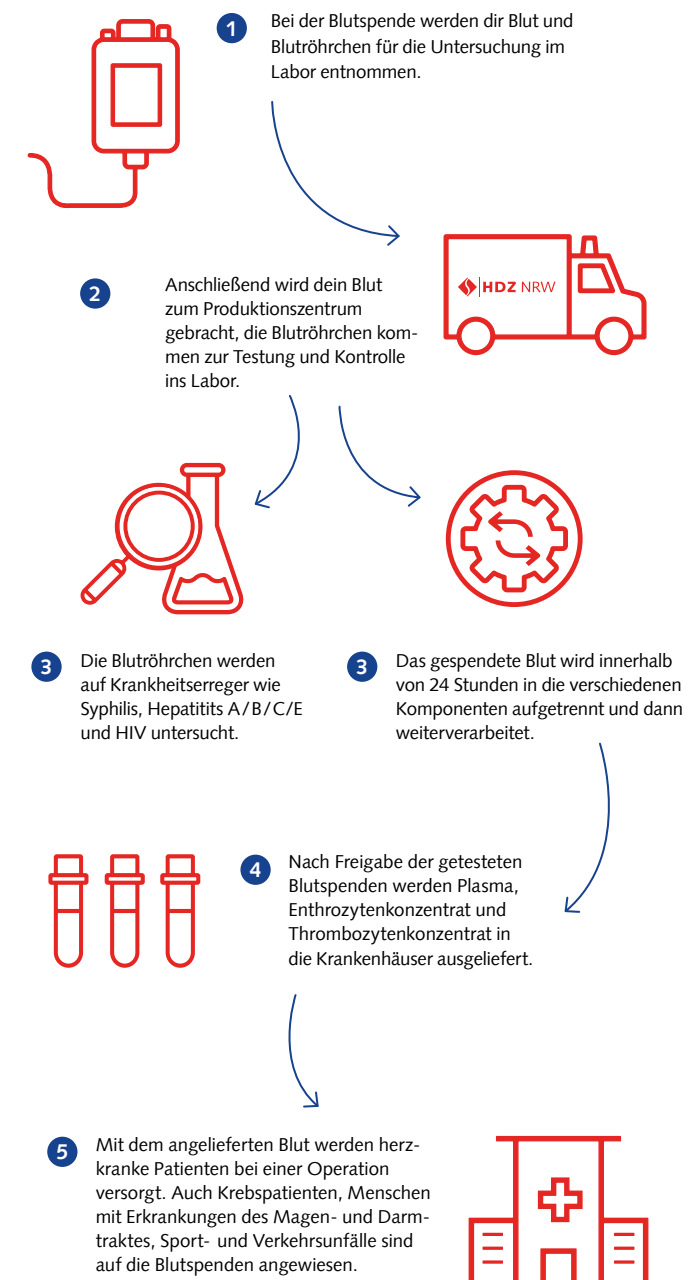 1
Bei der Blutspende werden dir Blut und
Blutröhrchen für die Untersuchung im
Labor entnommen.
HDZ NRW
2
Anschließend wird dein Blut
zum Produktionszentrum
gebracht, die Blutröhrchen kom-
men zur Testung und Kontrolle
ins Labor.
3
Die Blutröhrchen werden
auf Krankheitserreger wie
Syphilis, Hepatitits A/B/C/E
und HIV untersucht.
3
Das gespendete Blut wird innerhalb
von 24 Stunden in die verschiedenen
Komponenten aufgetrennt und dann
weiterverarbeitet.
4
Nach Freigabe der getesteten
Blutspenden werden Plasma,
Enthrozytenkonzentrat und
Thrombozytenkonzentrat in
die Krankenhäuser ausgeliefert.
5
Mit dem angelieferten Blut werden herz-
kranke Patienten bei einer Operation
versorgt. Auch Krebspatienten, Menschen
mit Erkrankungen des Magen- und Darm-
traktes, Sport- und Verkehrsunfälle sind
auf die Blutspenden angewiesen.